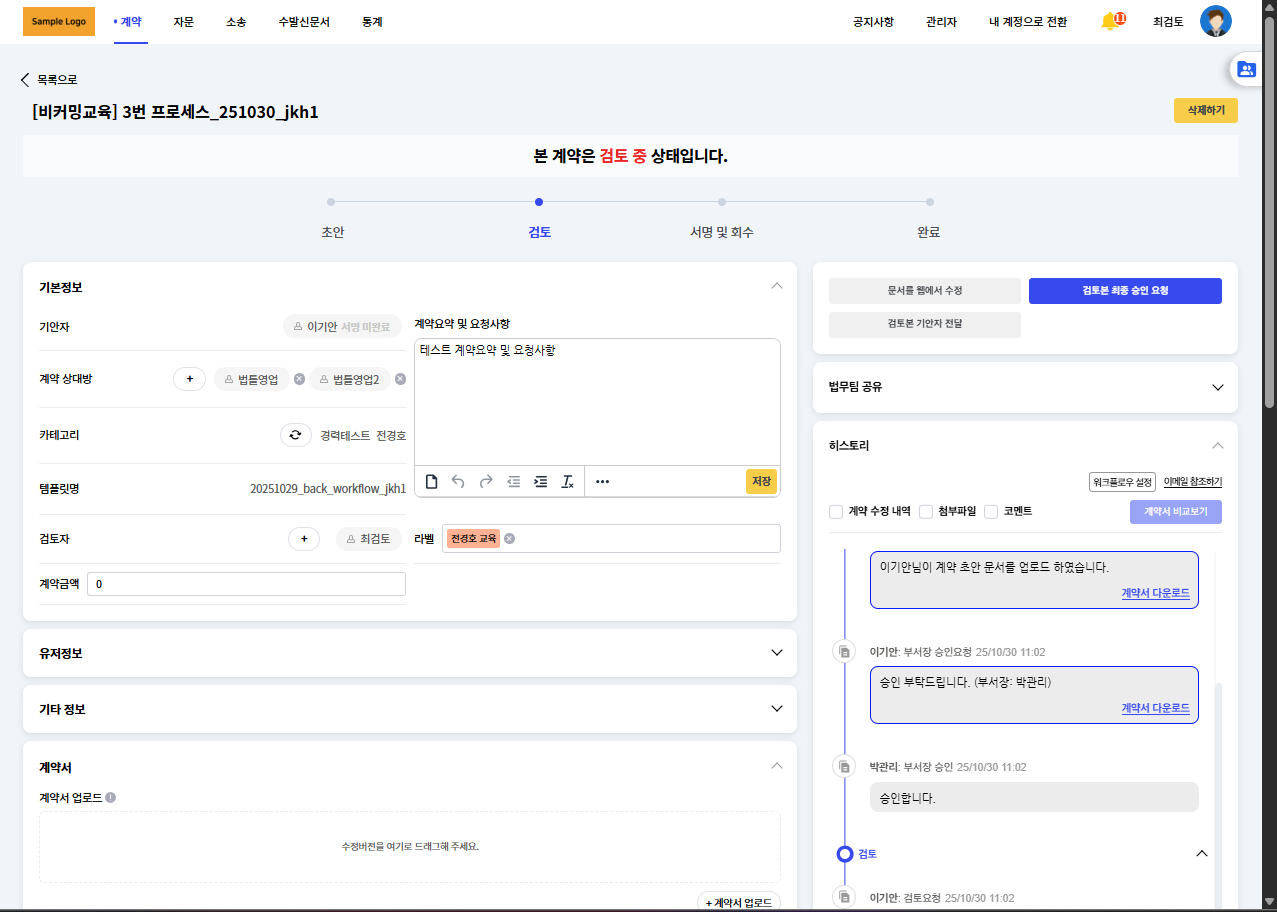 Sample Logo
계약
자문
소송
수발신문서
통계
공지사항
관리자
내 계정으로 전환
11
최검토
목록으로
[비커밍교육] 3번 프로세스_251030_jkh1
삭제하기
본 계약은 검토 중 상태입니다.
초안
검토
서명 및 회수
완료
기본정보
기안자
이기안 서명 미완료
계약 상대방
+
법틀영업
법틀영업2
카테고리
경력테스트 전경호
템플릿명
20251029_back_workflow_jkh1
검토자
+
최검토
계약금액
0
계약요약 및 요청사항
테스트 계약요약 및 요청사항
저장
라벨
전경호 교육
유저정보
기타 정보
계약서
계약서 업로드
수정버전을 여기로 드래그해 주세요.
+ 계약서 업로드
문서를 웹에서 수정
검토본 최종 승인 요청
검토본 기안자 전달
법무팀 공유
히스토리
워크플로우 설정
이메일 참조하기
계약 수정 내역
첨부파일
코멘트
계약서 비교보기
이기안님이 계약 초안 문서를 업로드 하였습니다.
계약서 다운로드
이기안: 부서장 승인요청 25/10/30 11:02
승인 부탁드립니다. (부서장: 박관리)
계약서 다운로드
박관리: 부서장 승인 25/10/30 11:02
승인합니다.
검토
이기안: 검토요청 25/10/30 11:02